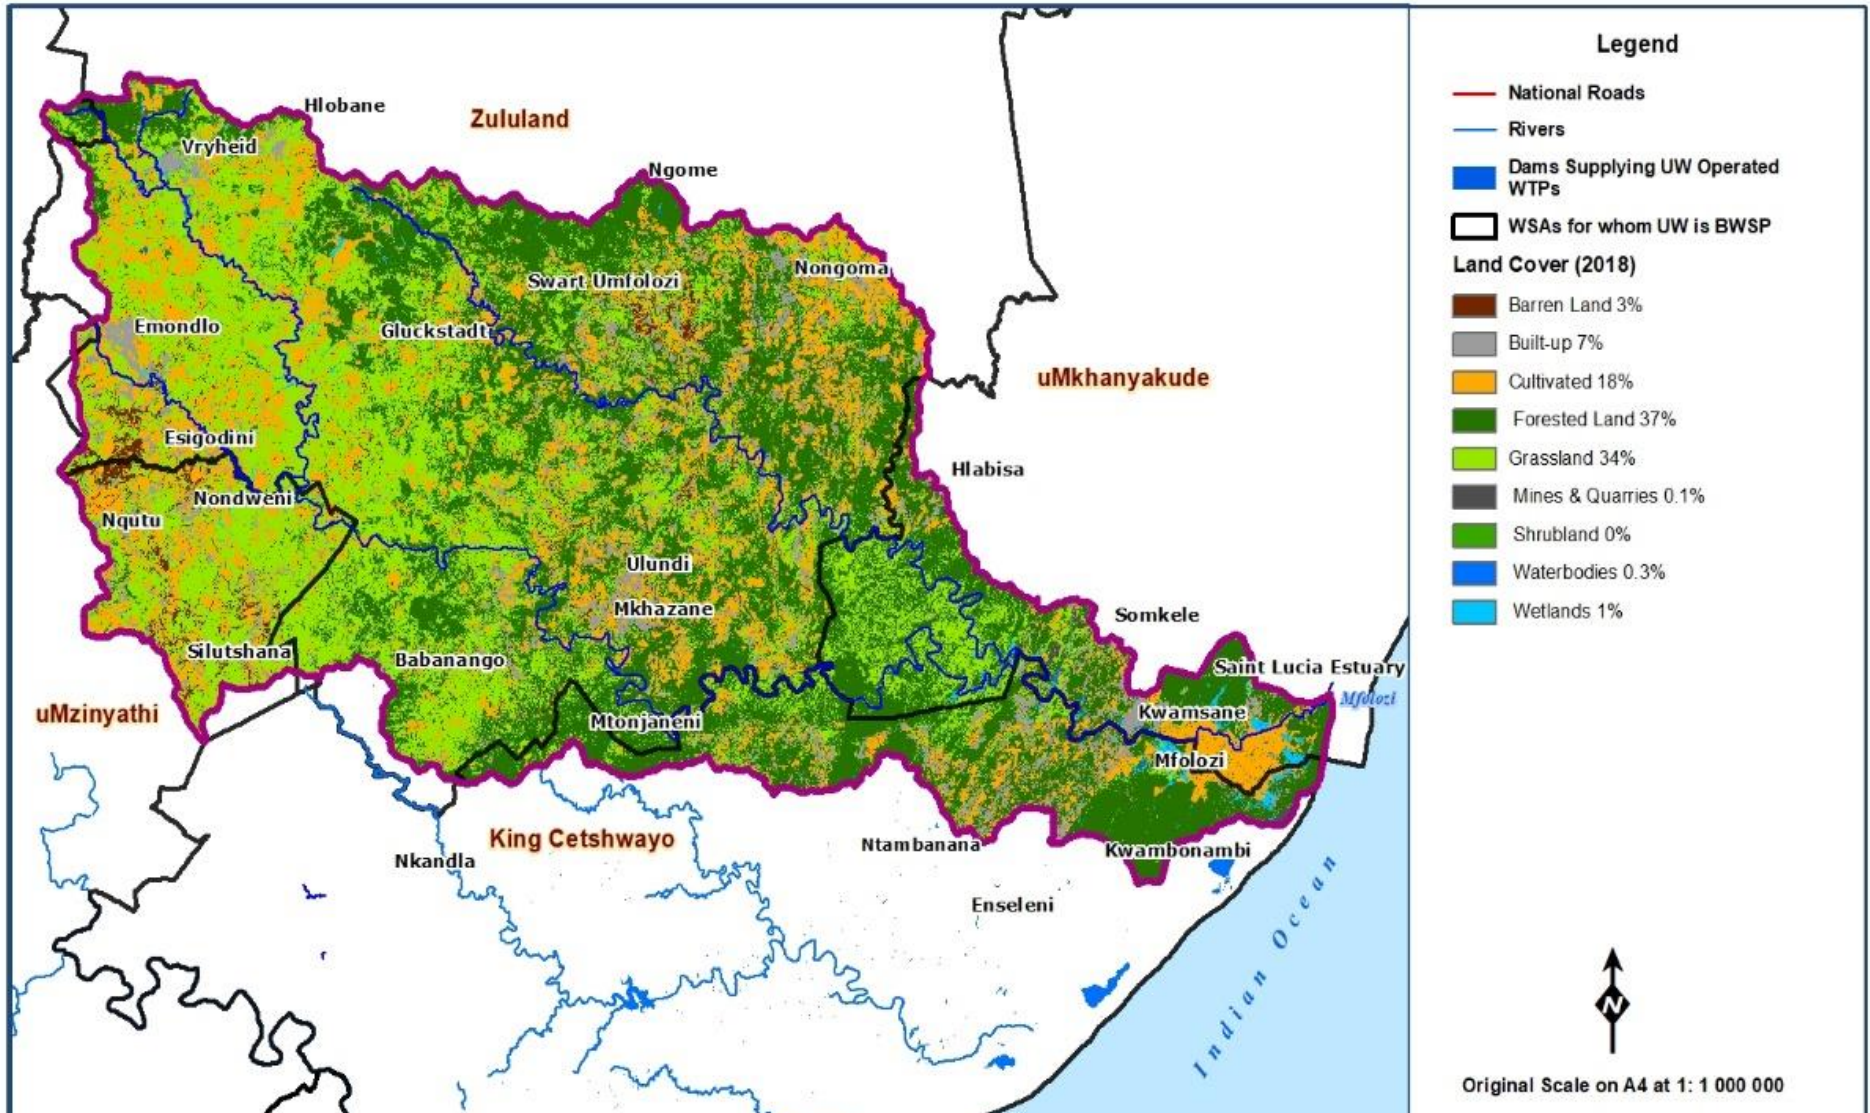 Hlobane
Zululand
Vryheid
Ngome
Nongoma
Swart Umfolozi
Emondlo
Gluckstadt
uMkhanyakude
Esigodini
Hlabisa
Nondweni
Nqutu
Ulundi
Mkhazane
Somkele
Silutshana
Babanango
Saint Lucia Estuary
Mfolozi
uMzinyathi
Mtonjaneni
Kwamsane
Mfolozi
King Cetshwayo
Ntambanana
Kwambonambi
Nkandla
Enseleni
Indian Ocean
Legend
National Roads
Rivers
Dams Supplying UW Operated
WTPs
WSAs for whom UW is BWSP
Land Cover (2018)
Barren Land 3%
Built-up 7%
Cultivated 18%
Forested Land 37%
Grassland 34%
Mines & Quarries 0.1%
Shrubland 0%
Waterbodies 0.3%
Wetlands 1%
N
Original Scale on A4 at 1: 1 000 000